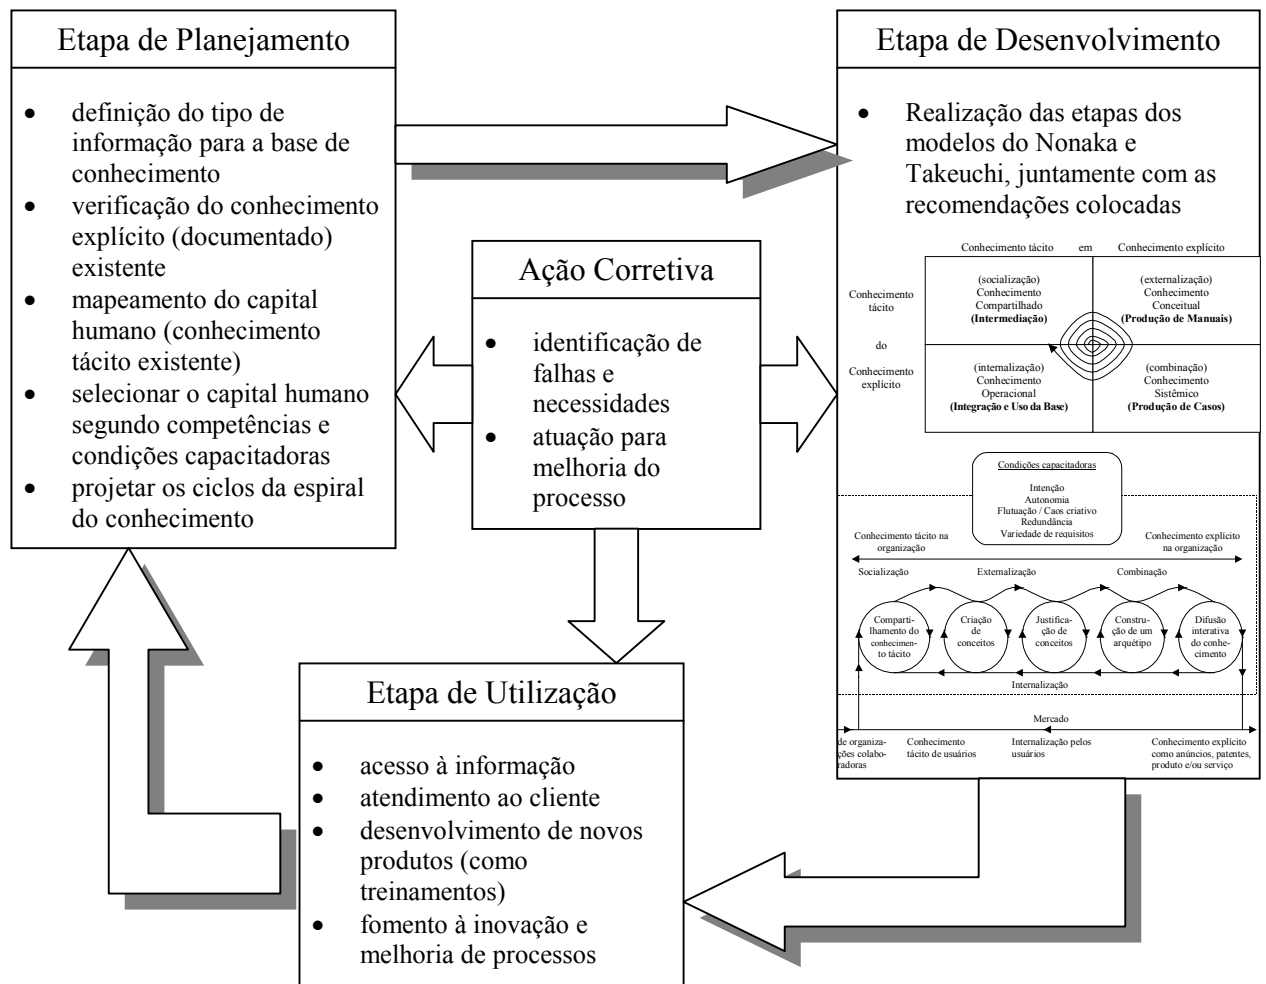 Etapa de Planejamento
• definição do tipo de
informação para a base de
conhecimento
• verificação do conhecimento
explícito (documentado)
existente
• mapeamento do capital
humano (conhecimento
tácito existente)
• selecionar o capital humano
segundo competências e
condições capacitadoras
• projetar os ciclos da espiral
do conhecimento
Etapa de Desenvolvimento
• Realização das etapas dos
modelos do Nonaka e
Takeuchi, juntamente com as
recomendações colocadas
Conhecimento tácito em Conhecimento explícito
Conhecimento
tácito
do
Conhecimento
explícito
(socialização)
Conhecimento
Compartilhado
(Intermediação)
(externalização)
Conhecimento
Conceitual
(Produção de Manuais)
(internalização)
Conhecimento
Operacional
(Integração e Uso da Base)
(combinação)
Conhecimento
Sistêmico
(Produção de Casos)
Condições capacitadoras
Intenção
Autonomia
Flutuação / Caos criativo
Redundância
Variedade de requisitos
Conhecimento tácito na
organização
Conhecimento explícito
na organização
Socialização Externalização Combinação
Comparti-
lhamento do
conhecimen-
to tácito
Criação
de
conceitos
Justifica-
ção de
conceitos
Constru-
ção de um
arquétipo
Difusão
interativa
do conhe-
cimento
Internalização
Mercado
de organiza-
ções colabo-
radoras
Conhecimento
tácito de usuários
Internalização pelos
usuários
Conhecimento explícito
como anúncios, patentes,
produto e/ou serviço
Ação Corretiva
• identificação de
falhas e
necessidades
• atuação para
melhoria do
processo
Etapa de Utilização
• acesso à informação
• atendimento ao cliente
• desenvolvimento de novos
produtos (como
treinamentos)
• fomento à inovação e
melhoria de processos